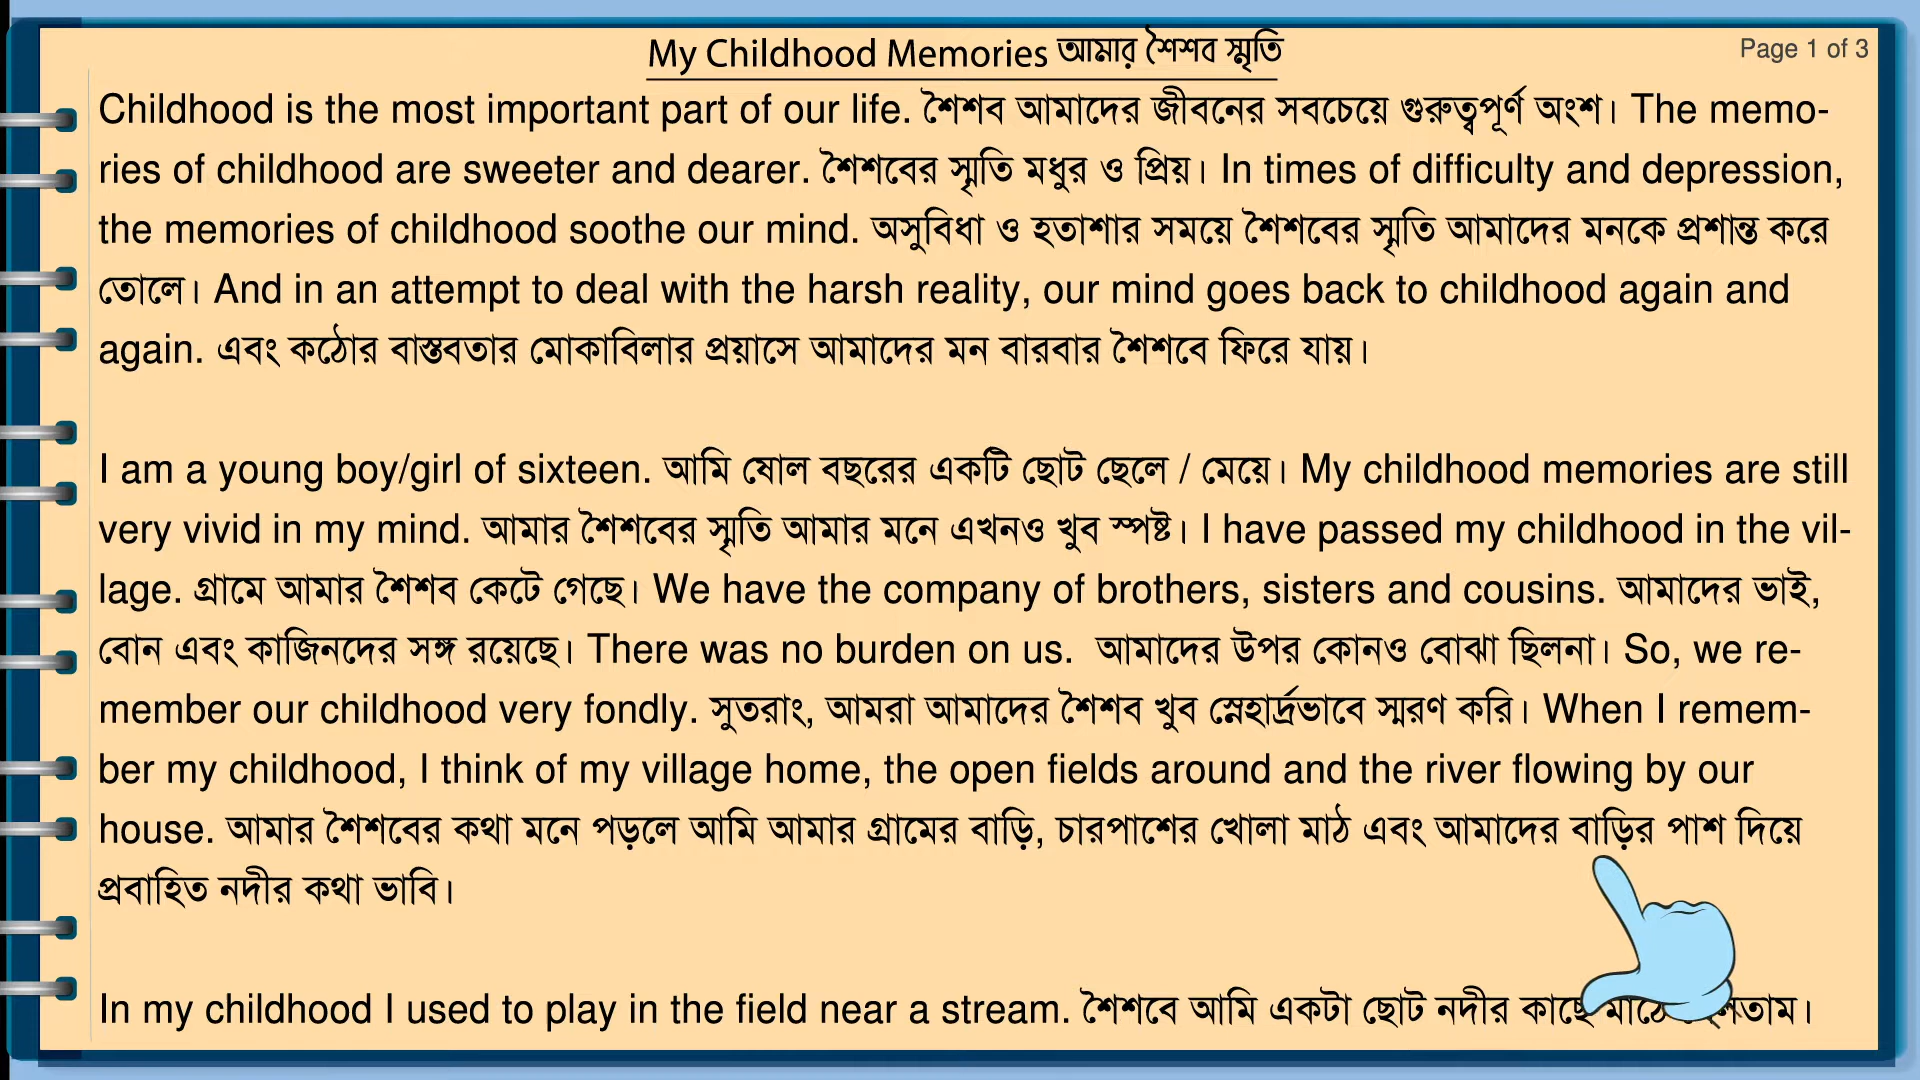 My Childhood Memories আমার শৈশব স্মৃতি
Page 1 of 3
Childhood is the most important part of our life. শৈশব আমাদের জীবনের সবচেয়ে গুরুত্বপূর্ণ অংশ। The memo-
ries of childhood are sweeter and dearer. শৈশবের স্মৃতি মধুর ও প্রিয়। In times of difficulty and depression,
the memories of childhood soothe our mind. অসুবিধা ও হতাশার সময়ে শৈশবের স্মৃতি আমাদের মনকে প্রশান্ত করে
তোলে। And in an attempt to deal with the harsh reality, our mind goes back to childhood again and
again. এবং কঠোর বাস্তবতার মোকাবিলার প্রয়াসে আমাদের মন বারবার শৈশবে ফিরে যায়।
I am a young boy/girl of sixteen. আমি ষোল বছরের একটি ছোট ছেলে / মেয়ে। My childhood memories are still
very vivid in my mind. আমার শৈশবের স্মৃতি আমার মনে এখনও খুব স্পষ্ট। I have passed my childhood in the vil-
lage. গ্রামে আমার শৈশব কেটে গেছে। We have the company of brothers, sisters and cousins. আমাদের ভাই,
বোন এবং কাজিনদের সঙ্গ রয়েছে। There was no burden on us. আমাদের উপর কোনও বোঝা ছিলনা। So, we re-
member our childhood very fondly. সুতরাং, আমরা আমাদের শৈশব খুব স্নেহার্দ্রভাবে স্মরণ করি। When I remem-
ber my childhood, I think of my village home, the open fields around and the river flowing by our
house. আমার শৈশবের কথা মনে পড়লে আমি আমার গ্রামের বাড়ি, চারপাশের খোলা মাঠ এবং আমাদের বাড়ির পাশ দিয়ে
প্রবাহিত নদীর কথা ভাবি।
In my childhood I used to play in the field near a stream. শৈশবে আমি একটা ছোট নদীর কাছে মাঠে